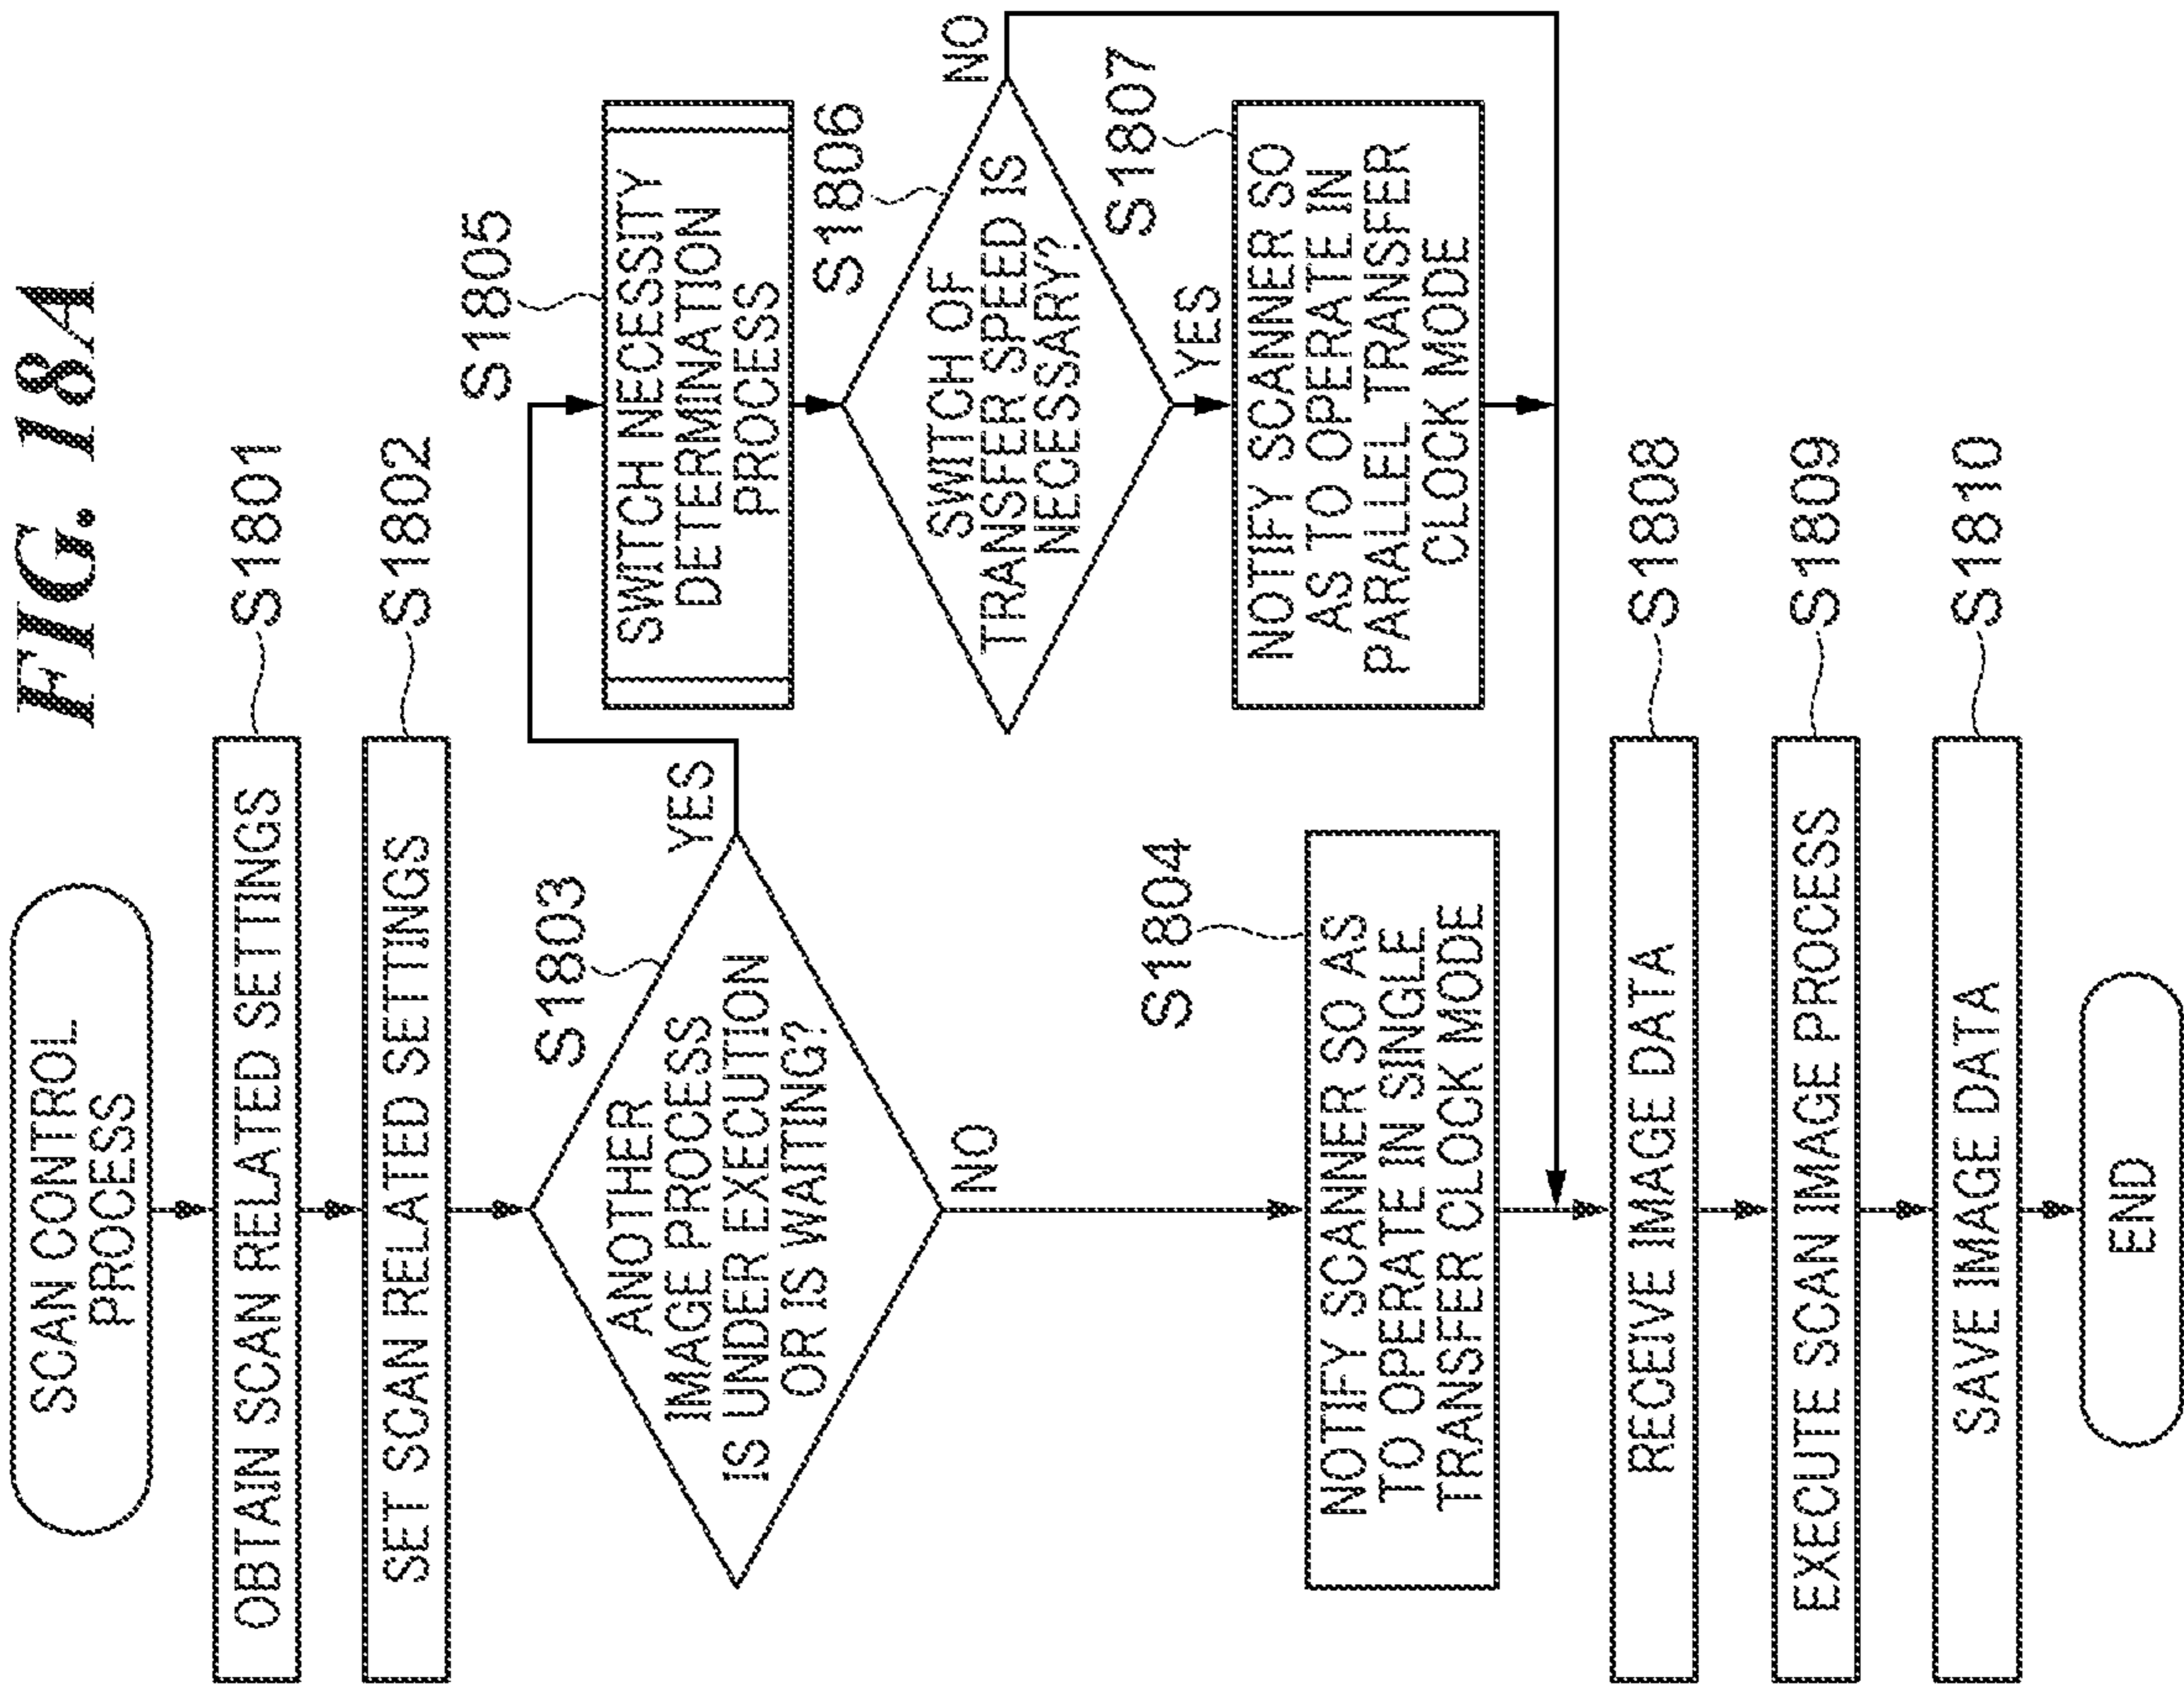 FIG. 18A
SCAN CONTROL
PROCESS
OBTAIN SCAN RELATED SETTINGS
S1801
SET SCAN RELATED SETTINGS
S1802
S1803
ANOTHER
IMAGE PROCESS
IS UNDER EXECUTION
OR IS WAITING?
YES
NO
S1805
SWITCH NECESSITY
DETERMINATION
PROCESS
S1806
SWITCH OF
TRANSFER SPEED IS
NECESSARY?
NO
YES
S1807
NOTIFY SCANNER SO
AS TO OPERATE IN
PARALLEL TRANSFER
CLOCK MODE
S1804
NOTIFY SCANNER SO AS
TO OPERATE IN SINGLE
TRANSFER CLOCK MODE
RECEIVE IMAGE DATA
S1808
EXECUTE SCAN IMAGE PROCESS
S1809
SAVE IMAGE DATA
S1810
END